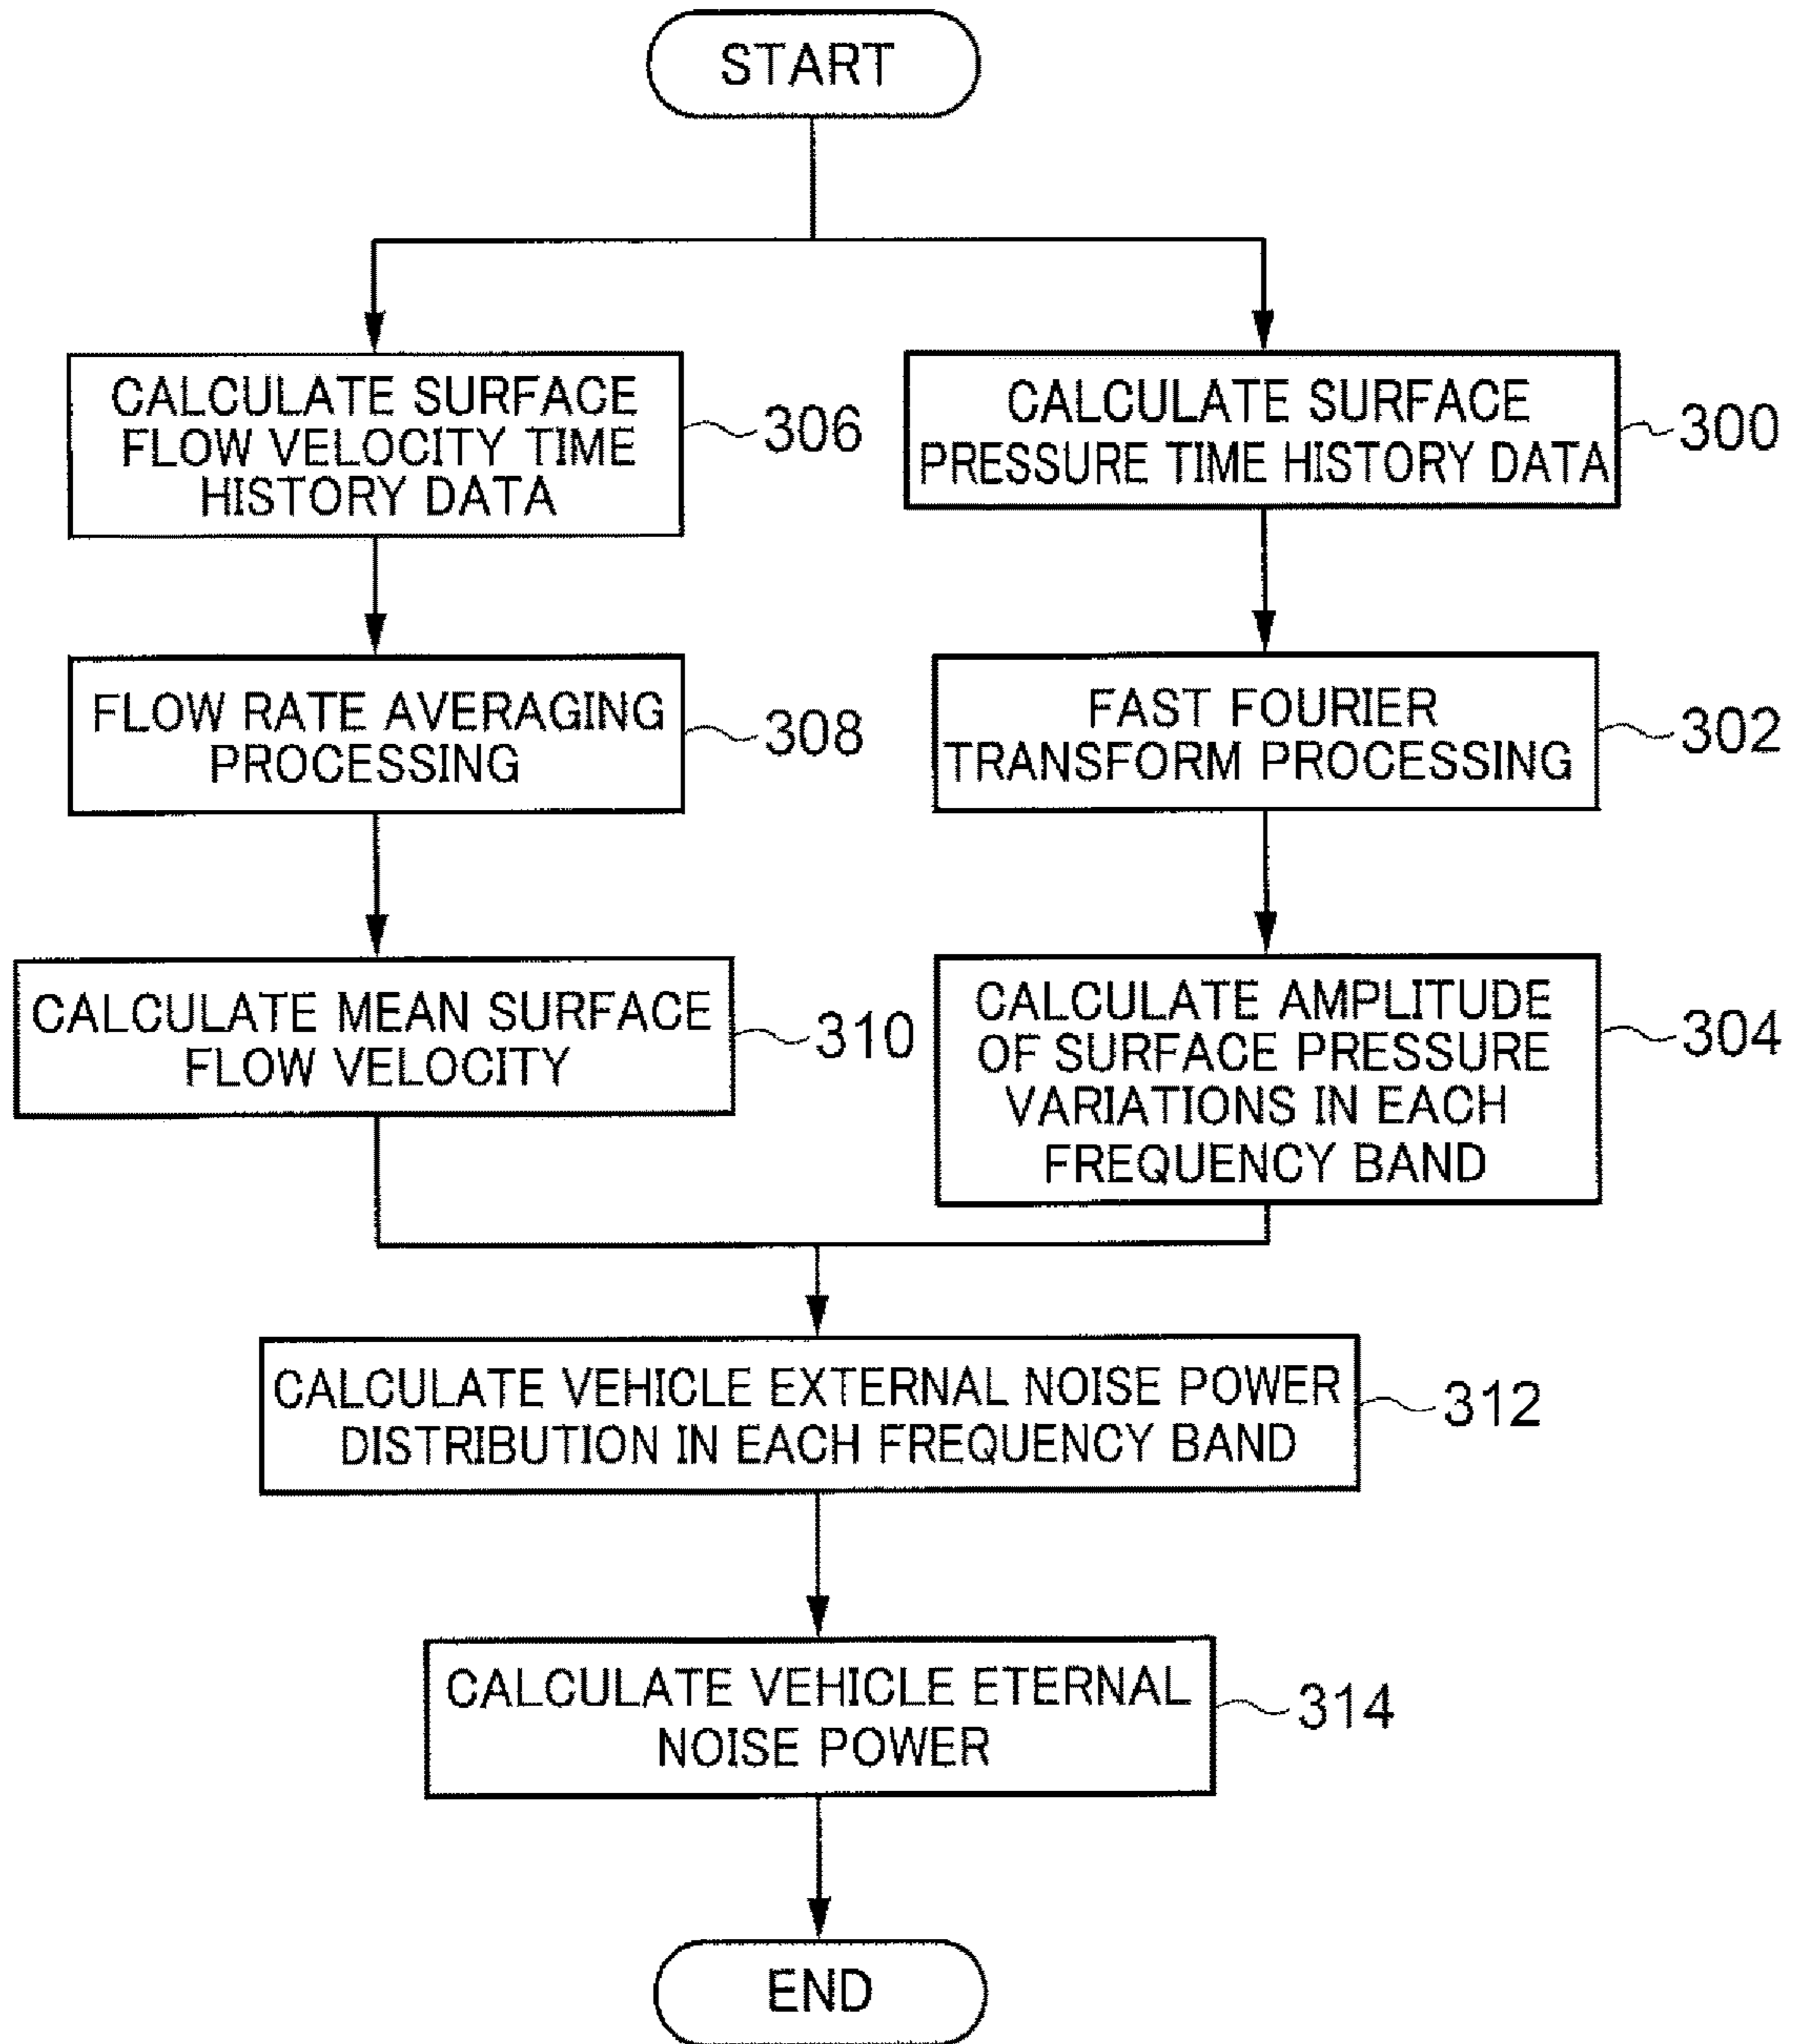 START
CALCULATE SURFACE
FLOW VELOCITY TIME
HISTORY DATA
306
CALCULATE SURFACE
PRESSURE TIME HISTORY DATA
300
FLOW RATE AVERAGING
PROCESSING
308
FAST FOURIER
TRANSFORM PROCESSING
302
CALCULATE MEAN SURFACE
FLOW VELOCITY
310
CALCULATE AMPLITUDE
OF SURFACE PRESSURE
VARIATIONS IN EACH
FREQUENCY BAND
304
CALCULATE VEHICLE EXTERNAL NOISE POWER
DISTRIBUTION IN EACH FREQUENCY BAND
312
CALCULATE VEHICLE ETERNAL
NOISE POWER
314
END